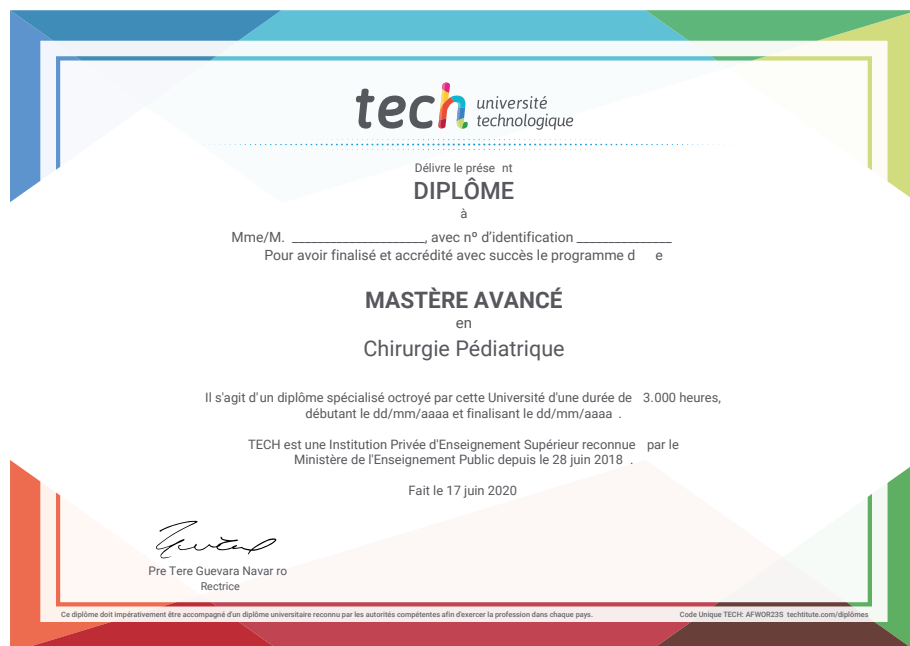 tech université
technologique
Délivre le prése nt
DIPLÔME
à
Mme/M. ____________________, avec nº d'identification ______________
Pour avoir finalisé et accrédité avec succès le programme d e
MASTÈRE AVANCÉ
en
Chirurgie Pédiatrique
Il s'agit d'un diplôme spécialisé octroyé par cette Université d'une durée de 3.000 heures,
débutant le dd/mm/aaaa et finalisant le dd/mm/aaaa .
TECH est une Institution Privée d'Enseignement Supérieur reconnue par le
Ministère de l'Enseignement Public depuis le 28 juin 2018 .
Fait le 17 juin 2020
Pre Tere Guevara Navar ro
Rectrice
Ce diplôme doit impérativement être accompagné d'un diplôme universitaire reconnu par les autorités compétentes afin d'exercer la profession dans chaque pays. Code Unique TECH: AFWOR23S techtitute.com/diplômes